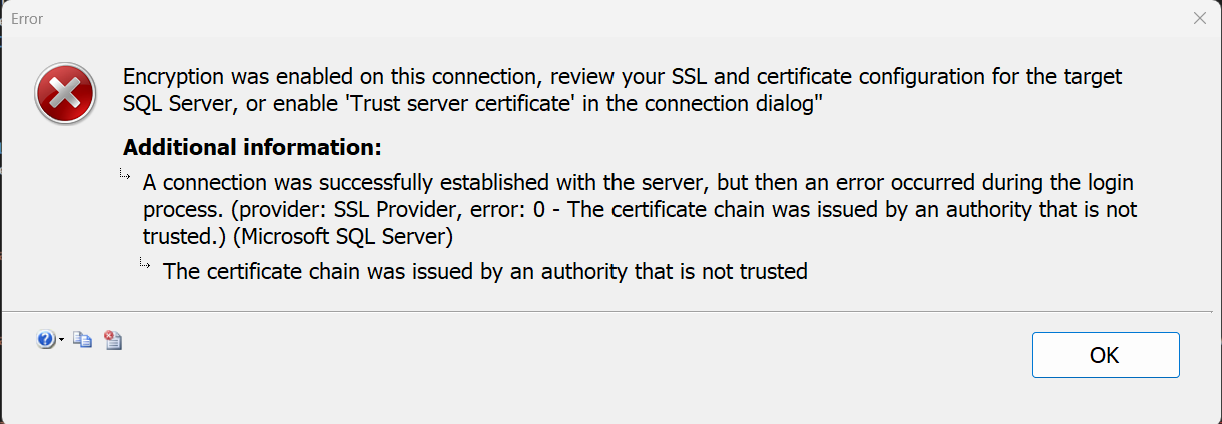 Error
Encryption was enabled on this connection, review your SSL and certificate configuration for the target
SQL Server, or enable 'Trust server certificate' in the connection dialog"
Additional information:
A connection was successfully established with the server, but then an error occurred during the login
process. (provider: SSL Provider, error: 0 - The certificate chain was issued by an authority that is not
trusted.) (Microsoft SQL Server)
The certificate chain was issued by an authority that is not trusted
OK